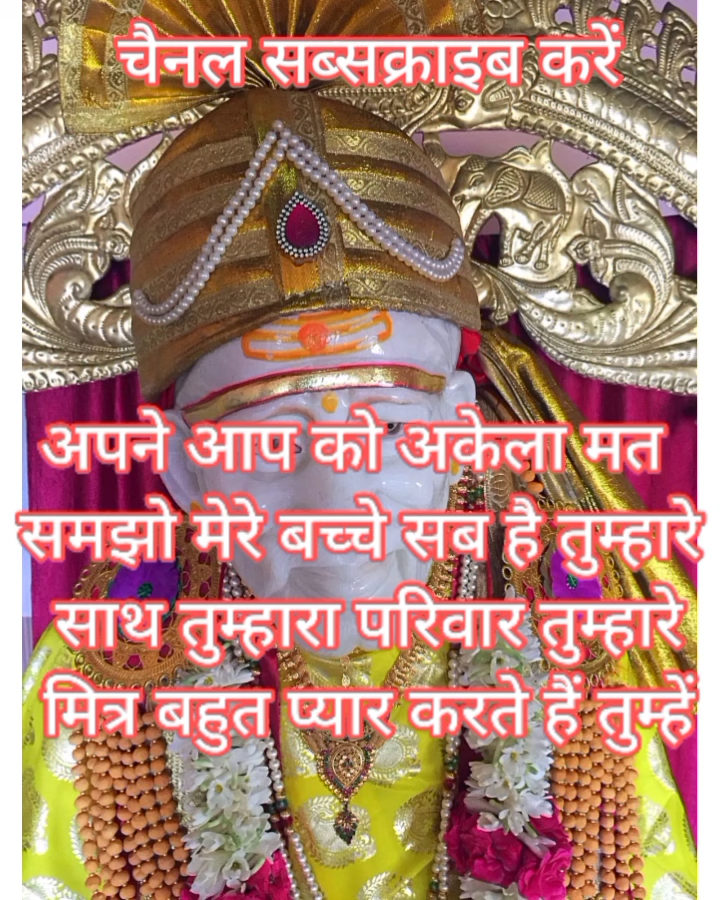 चैनल सब्सक्राइब करें
अपने आप को अकेला मत
समझो मेरे बच्चे सब है तुम्हारे
साथ तुम्हारा परिवार तुम्हारे
मित्र बहुत प्यार करते हैं तुम्हें